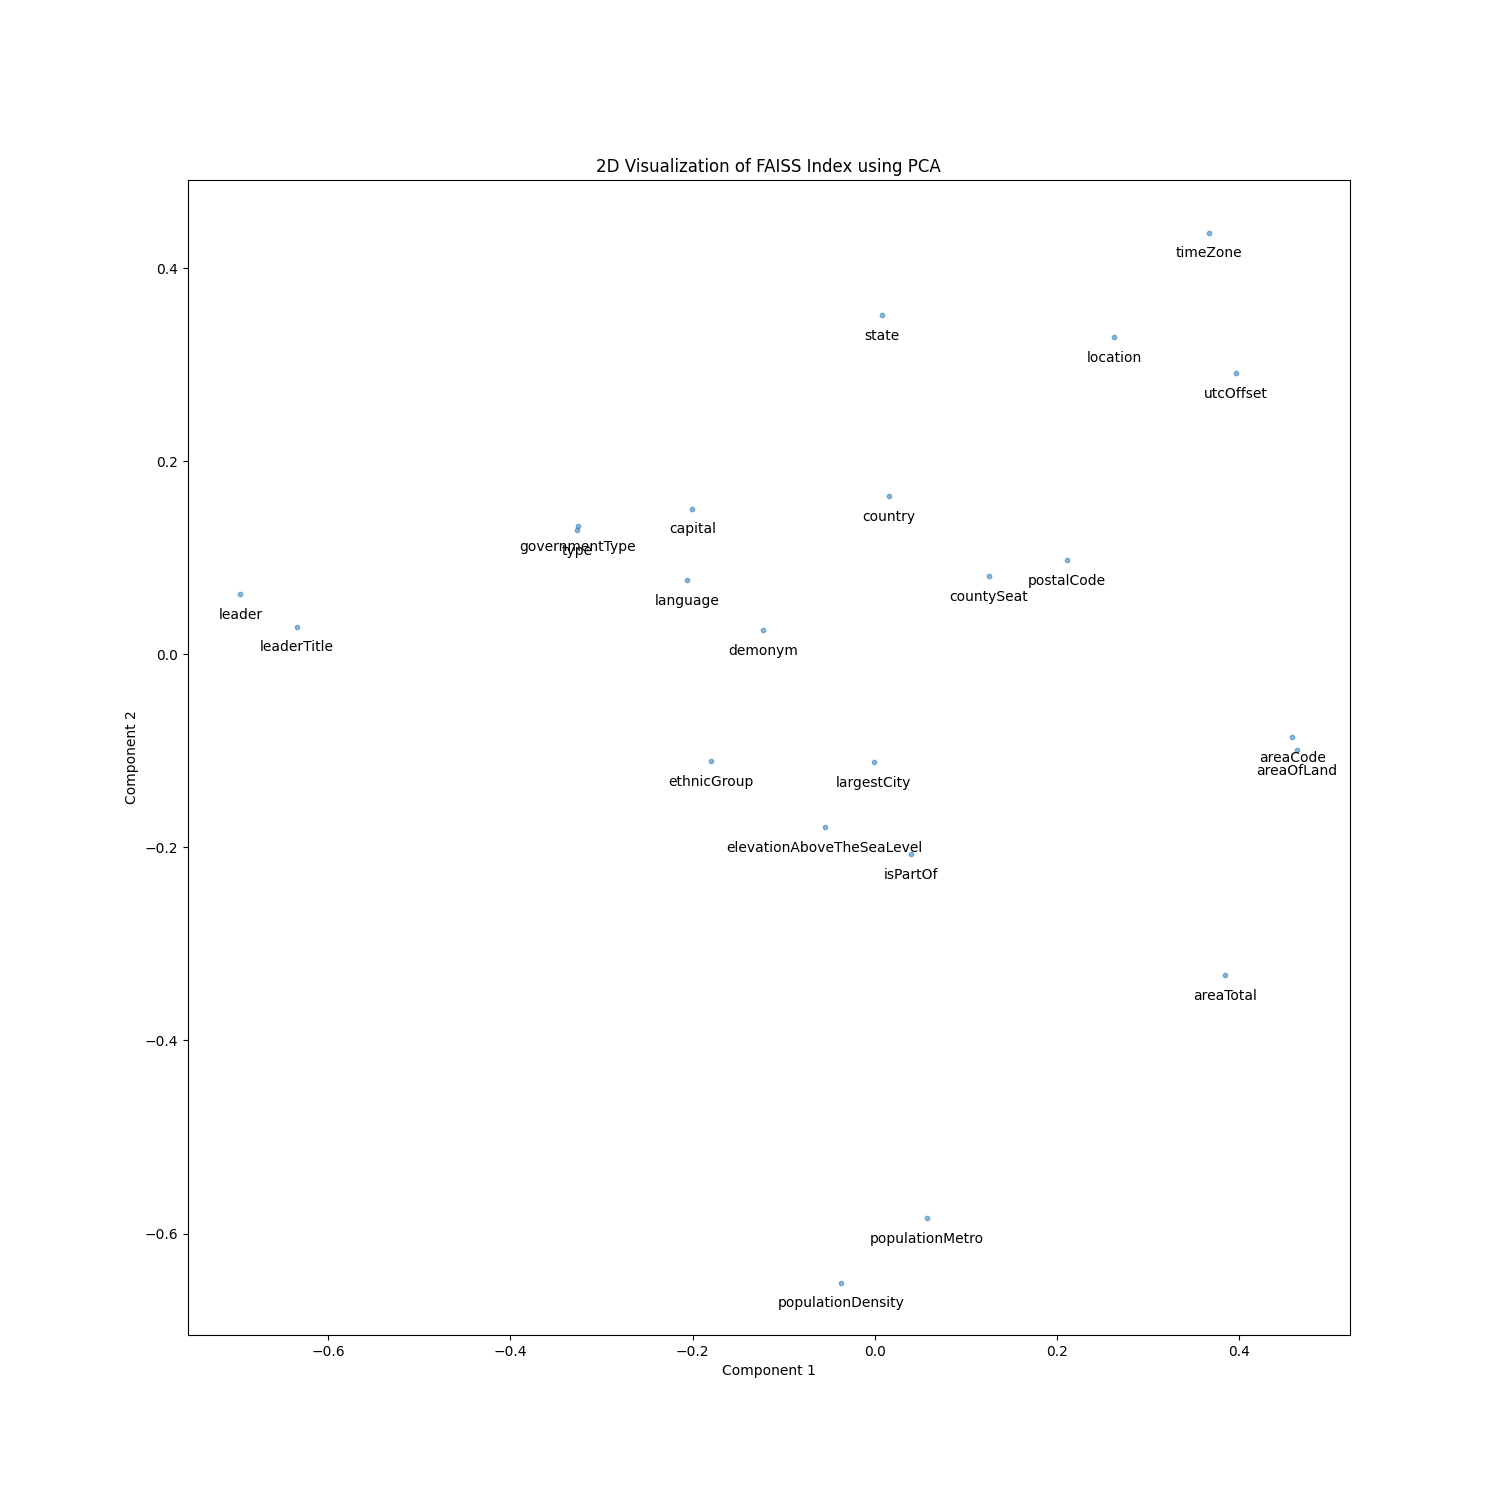 2D Visualization of FAISS Index using PCA
timeZone
state
location
utcOffset
country
capital
governmentType
type
postalCode
countySeat
language
leader
leaderTitle
demonym
areaCode
areaOfLand
ethnicGroup
largestCity
elevationAboveTheSeaLevel
isPartOf
areaTotal
populationMetro
populationDensity
0.4
0.2
0.0
−0.2
−0.4
−0.6
Component 2
−0.6
−0.4
−0.2
0.0
0.2
0.4
Component 1